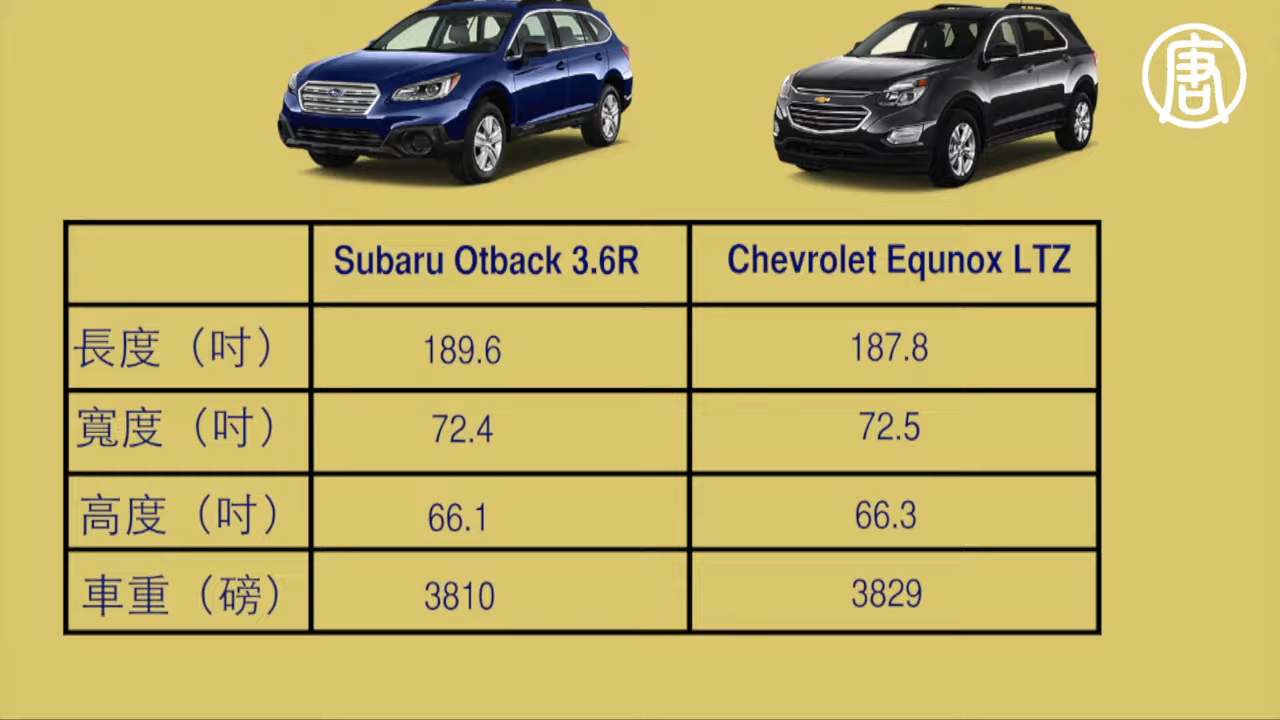 唐
Subaru Otback 3.6R Chevrolet Equnox LTZ
長度（吋） 189.6 187.8
寬度（吋） 72.4 72.5
高度（吋） 66.1 66.3
車重（磅） 3810 3829